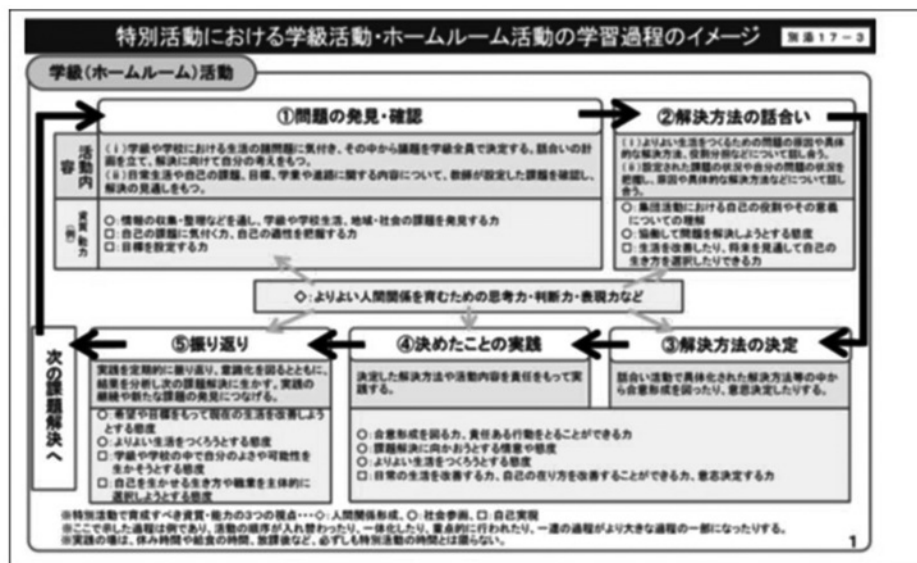 特別活動における学級活動・ホームルーム活動の学習過程のイメージ
別添17-3
学級(ホームルーム)活動
①問題の発見・確認
活動内容
(ⅰ)学級や学校における生活の諸問題に気付き、その中から議題を学級全員で決定する。話合いの計
画を立て、解決に向けて自分の考えをもつ。
(ⅱ)日常生活や自己の課題、目標、学業や進路に関する内容について、教師が設定した課題を確認し、
解決の見通しをもつ。
資質・能力(例)
○:情報の収集・整理などを通し、学級や学校生活、地域・社会の課題を発見する力
□:自己の課題に気付く力、自己の適性を把握する力
□:目標を設定する力
②解決方法の話合い
(ⅰ)よりよい生活をつくるための問題の原因や具体
的な解決方法、役割分担などについて話し合う。
(ⅱ)設定された課題の状況や自分の問題の状況を
把握し、原因や具体的な解決方法などについて話し
合う。
○:集団活動における自己の役割やその意義
についての理解
○:協働して問題を解決しようとする態度
□:生活を改善したり、将来を見通して自己の
生き方を選択したりできる力
◇:よりよい人間関係を育むための思考力・判断力・表現力など
③解決方法の決定
話合い活動で具体化された解決方法等の中か
ら合意形成を図ったり、意思決定したりする。
④決めたことの実践
決定した解決方法や活動内容を責任をもって実
践する。
○:合意形成を図る力、責任ある行動をとることができる力
○:課題解決に向かおうとする情意や態度
○:よりよい生活をつくろうとする態度
□:日常の生活を改善する力、自己の在り方を改善することができる力、意志決定する力
⑤振り返り
実践を定期的に振り返り、意識化を図るとともに、
結果を分析し次の課題解決に生かす。実践の
継続や新たな課題の発見につなげる。
○:希望や目標をもって現在の生活を改善しよう
とする態度
○:よりよい生活をつくろうとする態度
□:学級や学校の中で自分のよさや可能性を
生かそうとする態度
□:自己を生かせる生き方や職業を主体的に
選択しようとする態度
次の課題解決へ
※特別活動で育成すべき資質・能力の3つの視点・・・◇:人間関係形成、○:社会参画、□:自己実現
※ここで示した過程は例であり、活動の順序が入れ替わったり、一体化したり、重点的に行われたり、一連の過程がより大きな過程の一部になったりする。
※実践の場は、休み時間や給食の時間、放課後など、必ずしも特別活動の時間とは限らない。
1